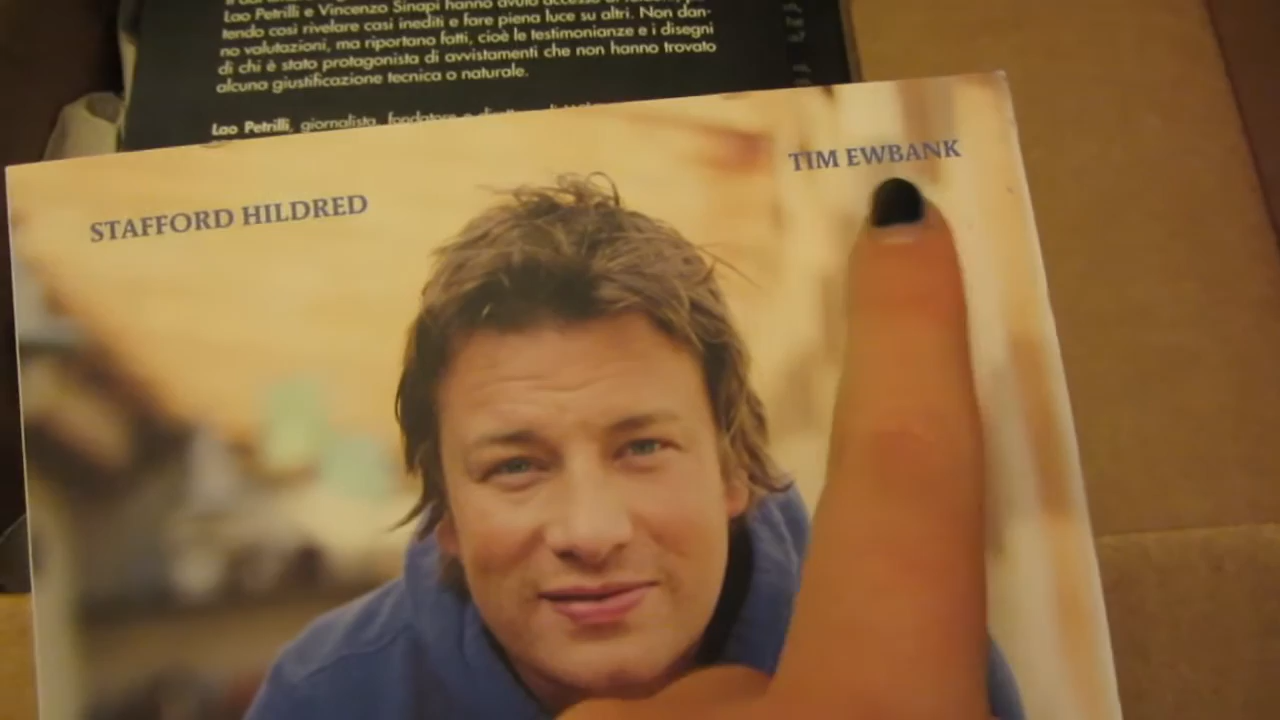 Lao Petrilli e Vincenzo Sinapi hanno avuto accesso
tendo così rivelare casi inediti e fare piena luce su altri. Non dan-
no valutazioni, ma riportano fatti, cioè le testimonianze e i disegni
di chi è stato protagonista di avvistamenti che non hanno trovato
alcuna giustificazione tecnica o naturale.
Lao Petrilli, giornalista, fondatore e
STAFFORD HILDRED
TIM EWBANK